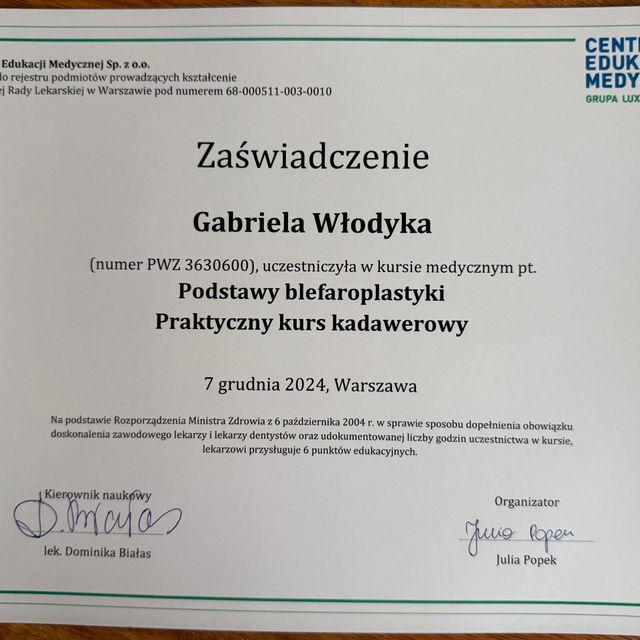 Edukacji Medycznej Sp. z o.o.
do rejestru podmiotów prowadzących kształcenie
Rady Lekarskiej w Warszawie pod numerem 68-000511-003-0010
CENT
EDUK
MEDY
GRUPA LUX
Zaświadczenie
Gabriela Włodyka
(numer PWZ 3630600), uczestniczyła w kursie medycznym pt.
Podstawy blefaroplastyki
Praktyczny kurs kadawerowy
7 grudnia 2024, Warszawa
Na podstawie Rozporządzenia Ministra Zdrowia z 6 października 2004 r. w sprawie sposobu dopełnienia obowiązku
doskonalenia zawodowego lekarzy i lekarzy dentystów oraz udokumentowanej liczby godzin uczestnictwa w kursie,
lekarzowi przysługuje 6 punktów edukacyjnych.
Kierownik naukowy
D. Białas
lek. Dominika Białas
Organizator
Julia Popek
Julia Popek